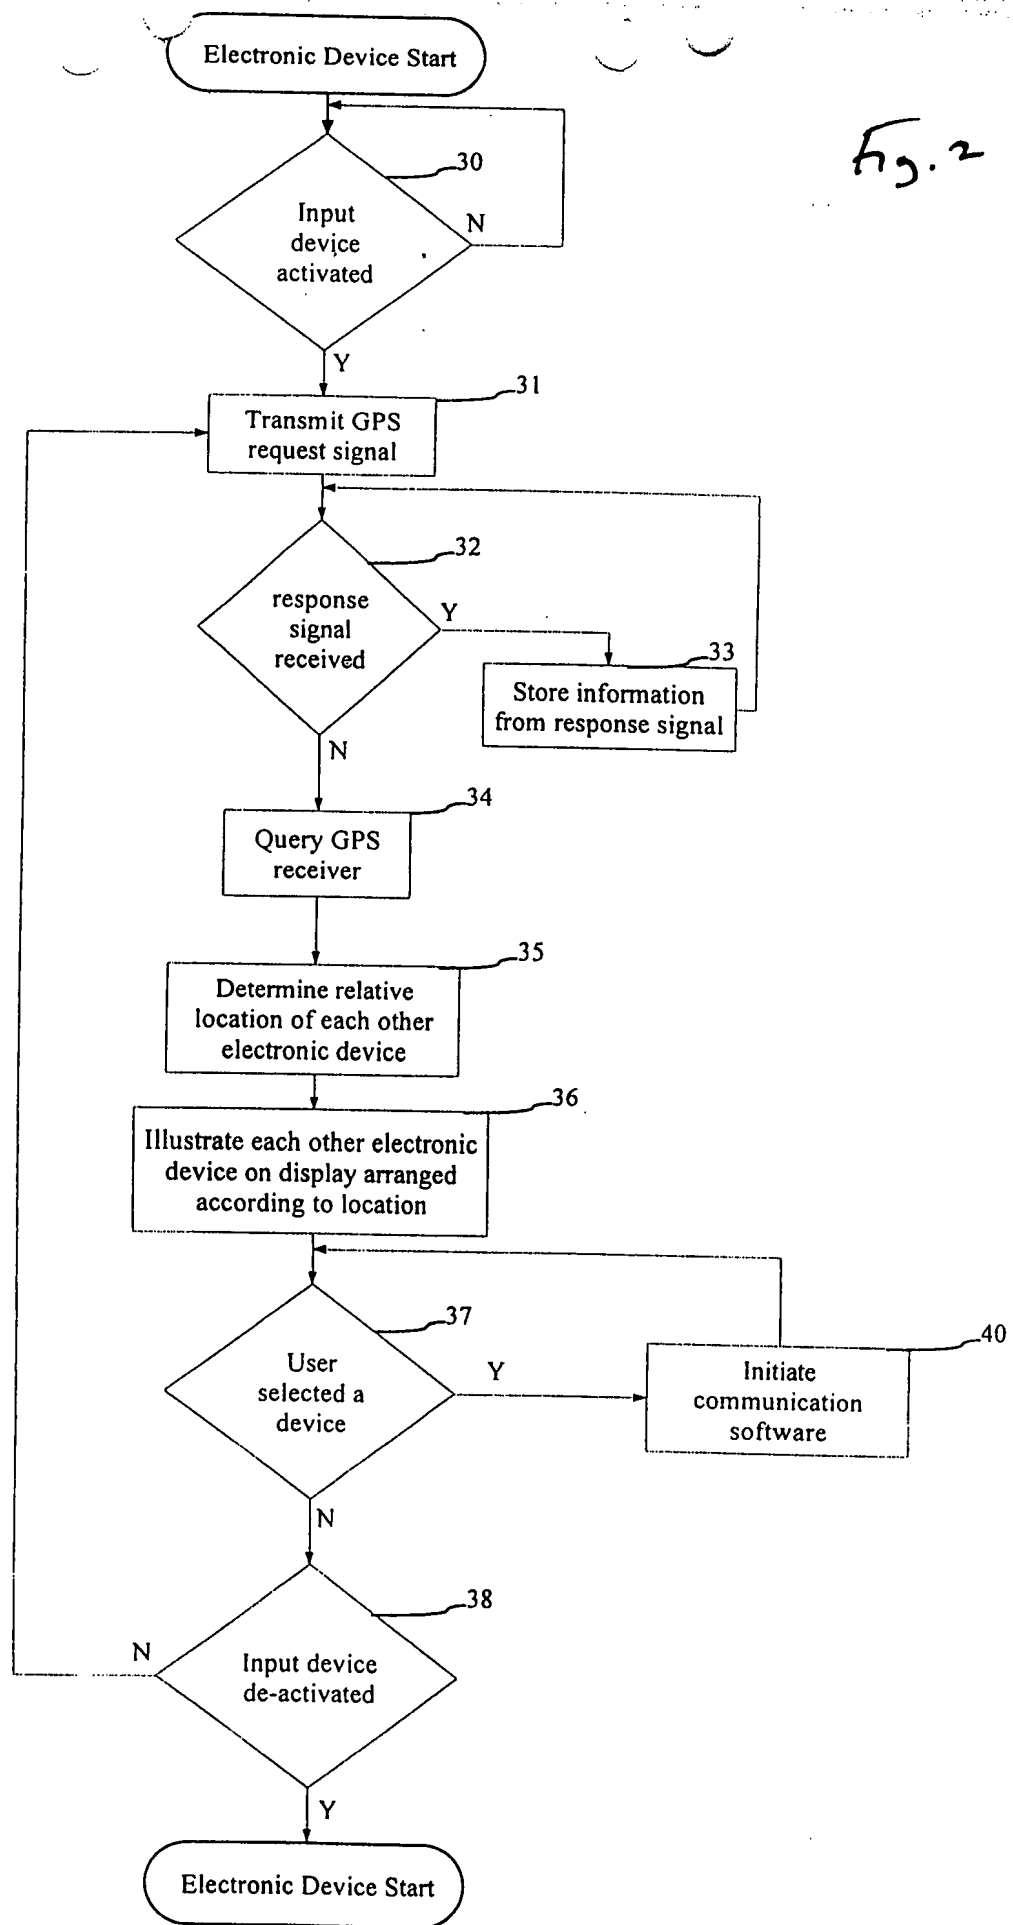 Electronic Device Start
Fig. 2
30
Input
device
activated
N
Y
31
Transmit GPS
request signal
32
response
signal
received
Y
33
Store information
from response signal
N
34
Query GPS
receiver
35
Determine relative
location of each other
electronic device
36
Illustrate each other electronic
device on display arranged
according to location
37
User
selected a
device
Y
40
Initiate
communication
software
N
38
Input device
de-activated
N
Y
Electronic Device Start